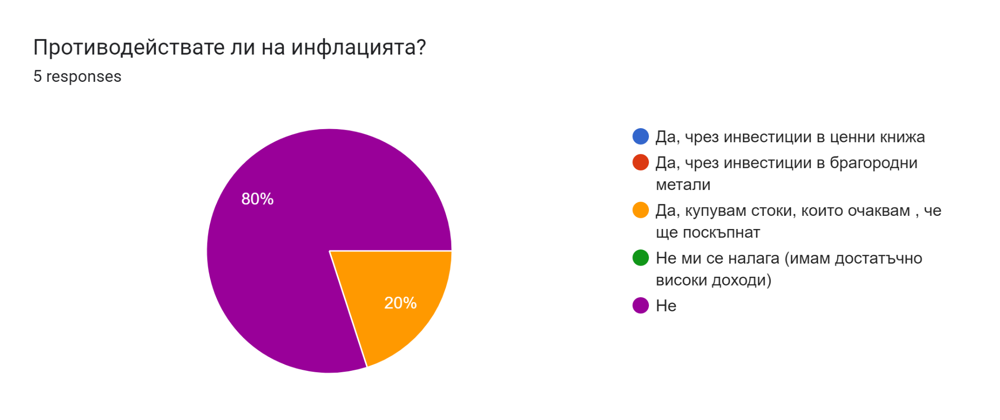 Противодействате ли на инфлацията?
5 responses
80%
20%
Да, чрез инвестиции в ценни книжа
Да, чрез инвестиции в брагородни
метали
Да, купувам стоки, които очаквам , че
ще поскъпнат
Не ми се налага (имам достатъчно
високи доходи)
Не